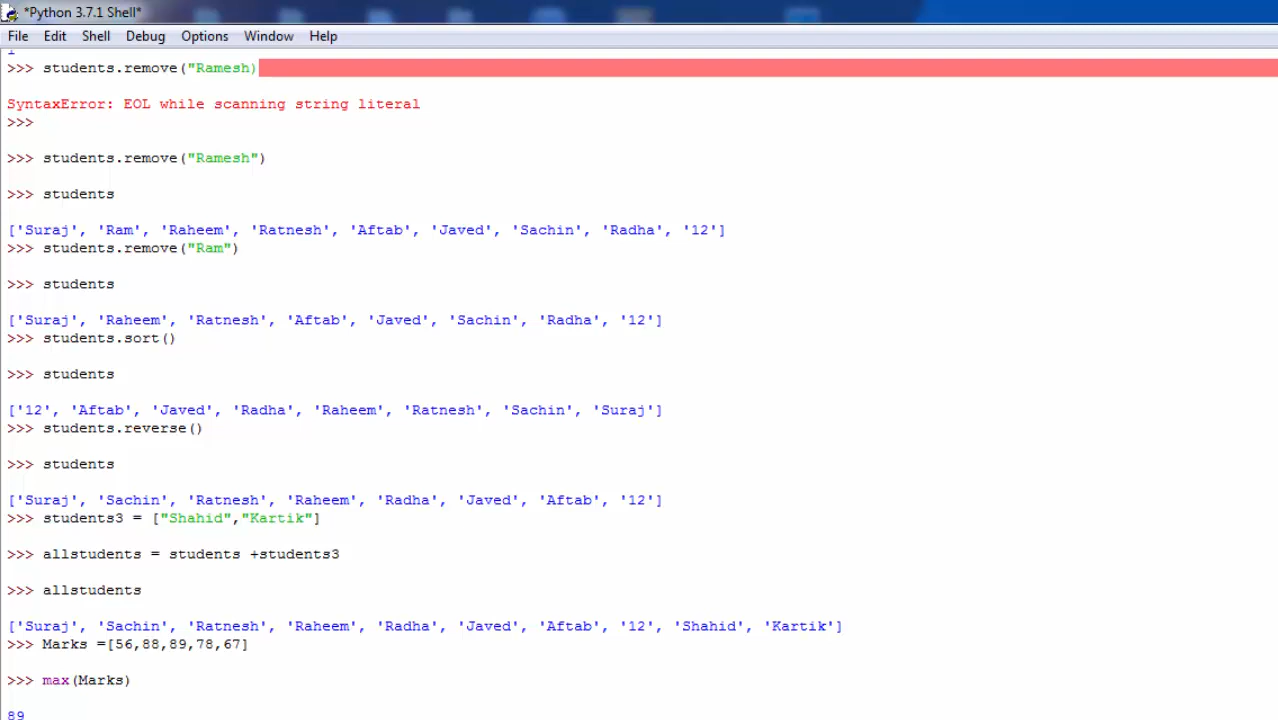 *Python 3.7.1 Shell*
File Edit Shell Debug Options Window Help
>>> students.remove("Ramesh)
SyntaxError: EOL while scanning string literal
>>>
>>> students.remove("Ramesh")
>>> students
['Suraj', 'Ram', 'Raheem', 'Ratnesh', 'Aftab', 'Javed', 'Sachin', 'Radha', '12']
>>> students.remove("Ram")
>>> students
['Suraj', 'Raheem', 'Ratnesh', 'Aftab', 'Javed', 'Sachin', 'Radha', '12']
>>> students.sort()
>>> students
['12', 'Aftab', 'Javed', 'Radha', 'Raheem', 'Ratnesh', 'Sachin', 'Suraj']
>>> students.reverse()
>>> students
['Suraj', 'Sachin', 'Ratnesh', 'Raheem', 'Radha', 'Javed', 'Aftab', '12']
>>> students3 = ["Shahid","Kartik"]
>>> allstudents = students +students3
>>> allstudents
['Suraj', 'Sachin', 'Ratnesh', 'Raheem', 'Radha', 'Javed', 'Aftab', '12', 'Shahid', 'Kartik']
>>> Marks =[56,88,89,78,67]
>>> max(Marks)
89